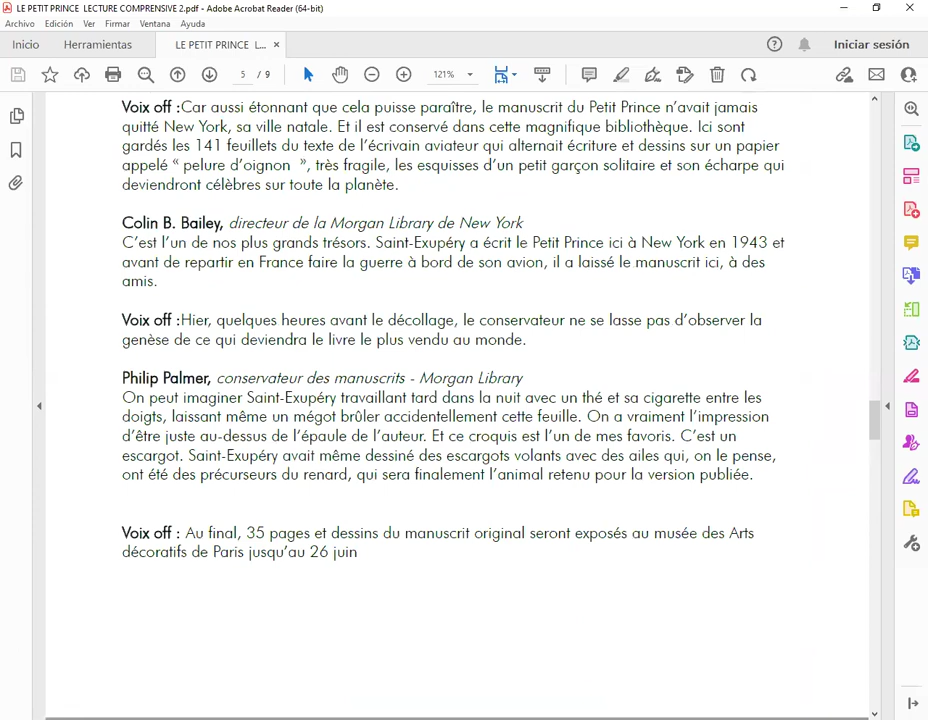 LE PETIT PRINCE LECTURE COMPRENSIVE 2.pdf - Adobe Acrobat Reader (64-bit)
Archivo Edición Ver Firmar Ventana Ayuda
Inicio Herramientas LE PETIT PRINCE L... × Iniciar sesión
5 / 9 121%
Voix off :Car aussi étonnant que cela puisse paraître, le manuscrit du Petit Prince n’avait jamais
quitté New York, sa ville natale. Et il est conservé dans cette magnifique bibliothèque. Ici sont
gardés les 141 feuillets du texte de l’écrivain aviateur qui alternait écriture et dessins sur un papier
appelé “ pelure d’oignon ”, très fragile, les esquisses d’un petit garçon solitaire et son écharpe qui
deviendront célèbres sur toute la planète.
Colin B. Bailey, directeur de la Morgan Library de New York
C’est l’un de nos plus grands trésors. Saint-Exupéry a écrit le Petit Prince ici à New York en 1943 et
avant de repartir en France faire la guerre à bord de son avion, il a laissé le manuscrit ici, à des
amis.
Voix off :Hier, quelques heures avant le décollage, le conservateur ne se lasse pas d’observer la
genèse de ce qui deviendra le livre le plus vendu au monde.
Philip Palmer, conservateur des manuscrits - Morgan Library
On peut imaginer Saint-Exupéry travaillant tard dans la nuit avec un thé et sa cigarette entre les
doigts, laissant même un mégot brûler accidentellement cette feuille. On a vraiment l’impression
d’être juste au-dessus de l’épaule de l’auteur. Et ce croquis est l’un de mes favoris. C’est un
escargot. Saint-Exupéry avait même dessiné des escargots volants avec des ailes qui, on le pense,
ont été des précurseurs du renard, qui sera finalement l’animal retenu pour la version publiée.
Voix off : Au final, 35 pages et dessins du manuscrit original seront exposés au musée des Arts
décoratifs de Paris jusqu’au 26 juin